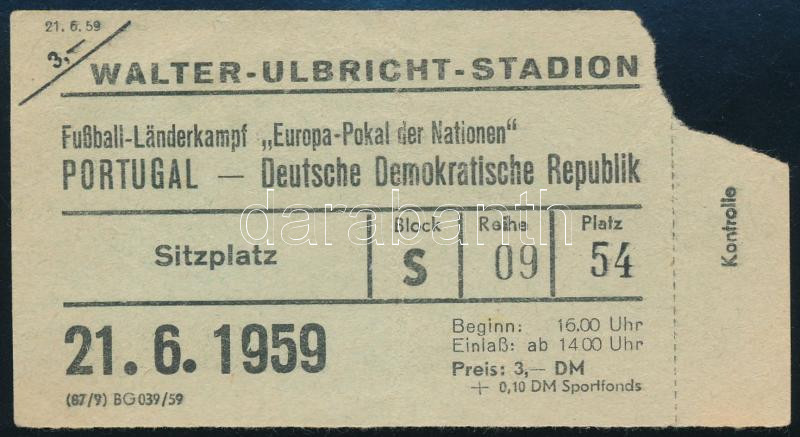 21. 6. 59
3,—
WALTER-ULBRICHT-STADION
Fußball-Länderkampf „Europa-Pokal der Nationen“
PORTUGAL — Deutsche Demokratische Republik
Sitzplatz
Block
S
Reihe
09
Platz
54
21. 6. 1959
Beginn: 16.00 Uhr
Einlaß: ab 14.00 Uhr
Preis: 3,— DM
+ 0,10 DM Sportfonds
(87/9) BG 039/59
Kontrolle
darabanth